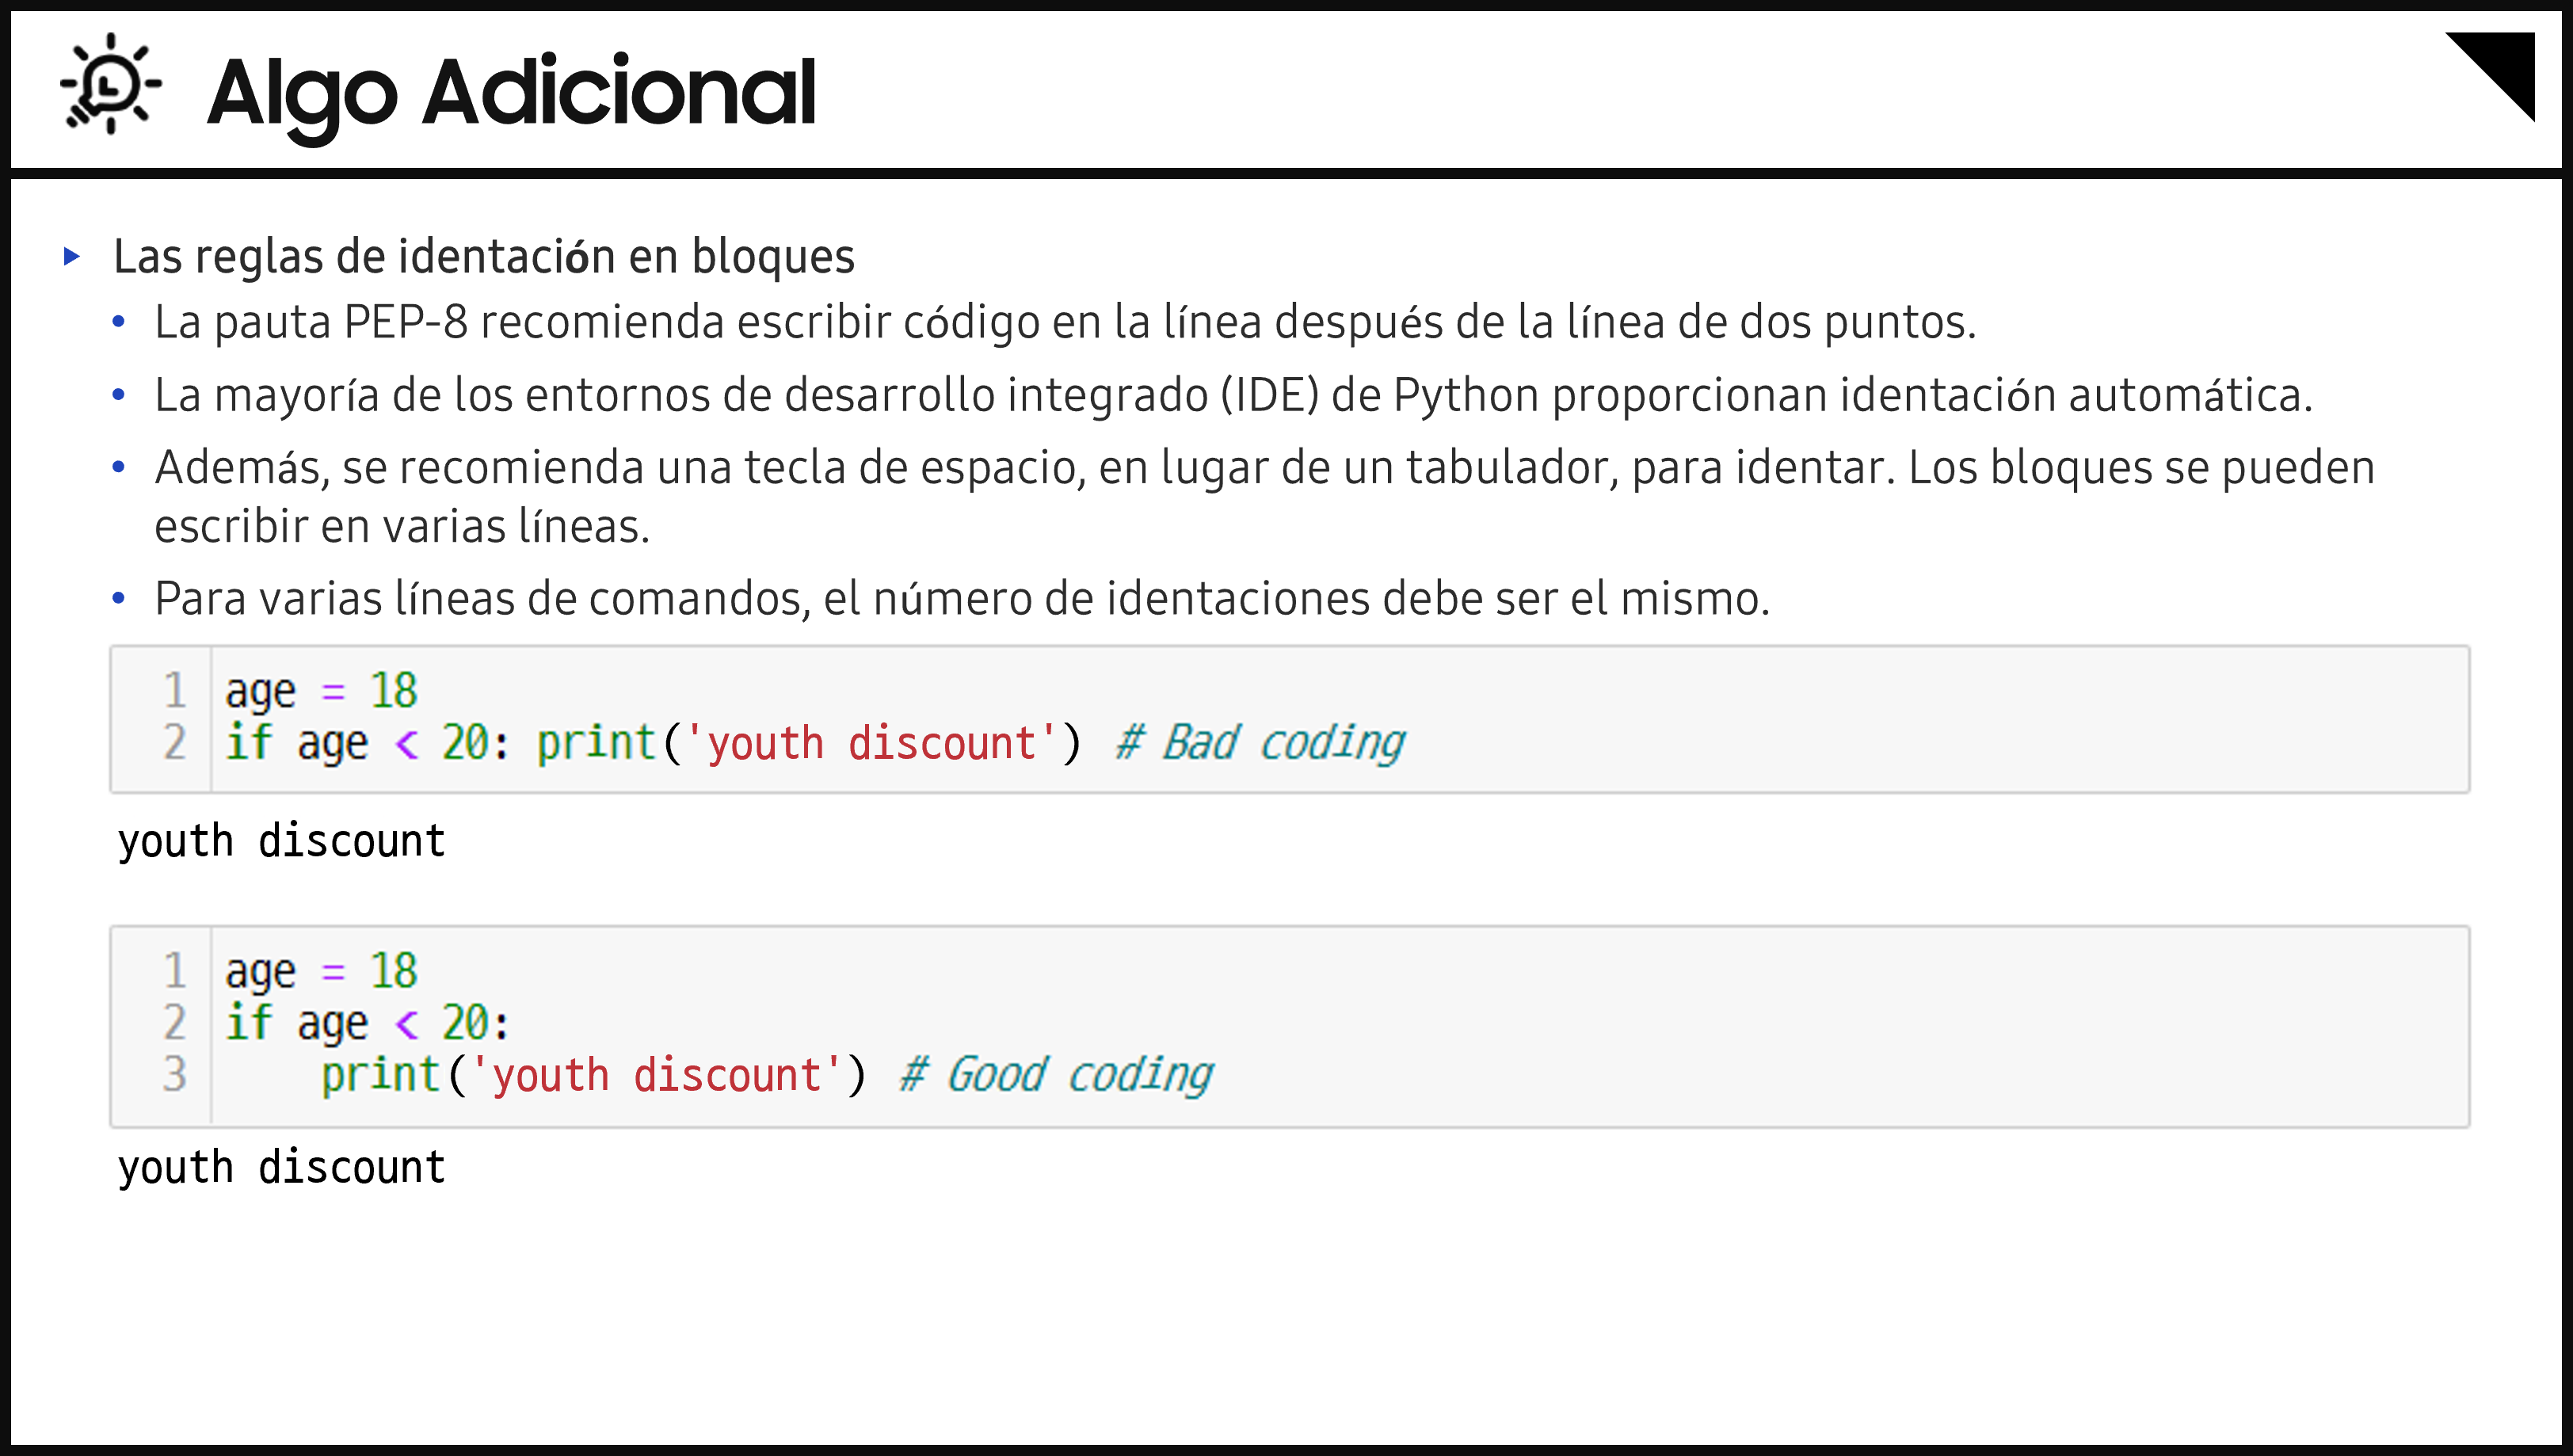 Algo Adicional
Las reglas de identación en bloques
La pauta PEP-8 recomienda escribir código en la línea después de la línea de dos puntos.
La mayoría de los entornos de desarrollo integrado (IDE) de Python proporcionan identación automática.
Además, se recomienda una tecla de espacio, en lugar de un tabulador, para identar. Los bloques se pueden
escribir en varias líneas.
Para varias líneas de comandos, el número de identaciones debe ser el mismo.
1 age = 18
2 if age < 20: print('youth discount') # Bad coding
youth discount
1 age = 18
2 if age < 20:
3     print('youth discount') # Good coding
youth discount